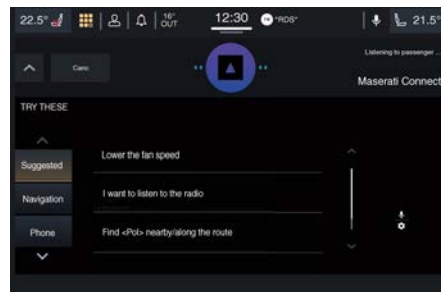 22.5°
16°
OUT
12:30
"RDS"
21.5°
Listening to passenger ...
Canc.
Maserati Connect
TRY THESE
Suggested
Lower the fan speed
Navigation
I want to listen to the radio
Phone
Find <PoI> nearby/along the route